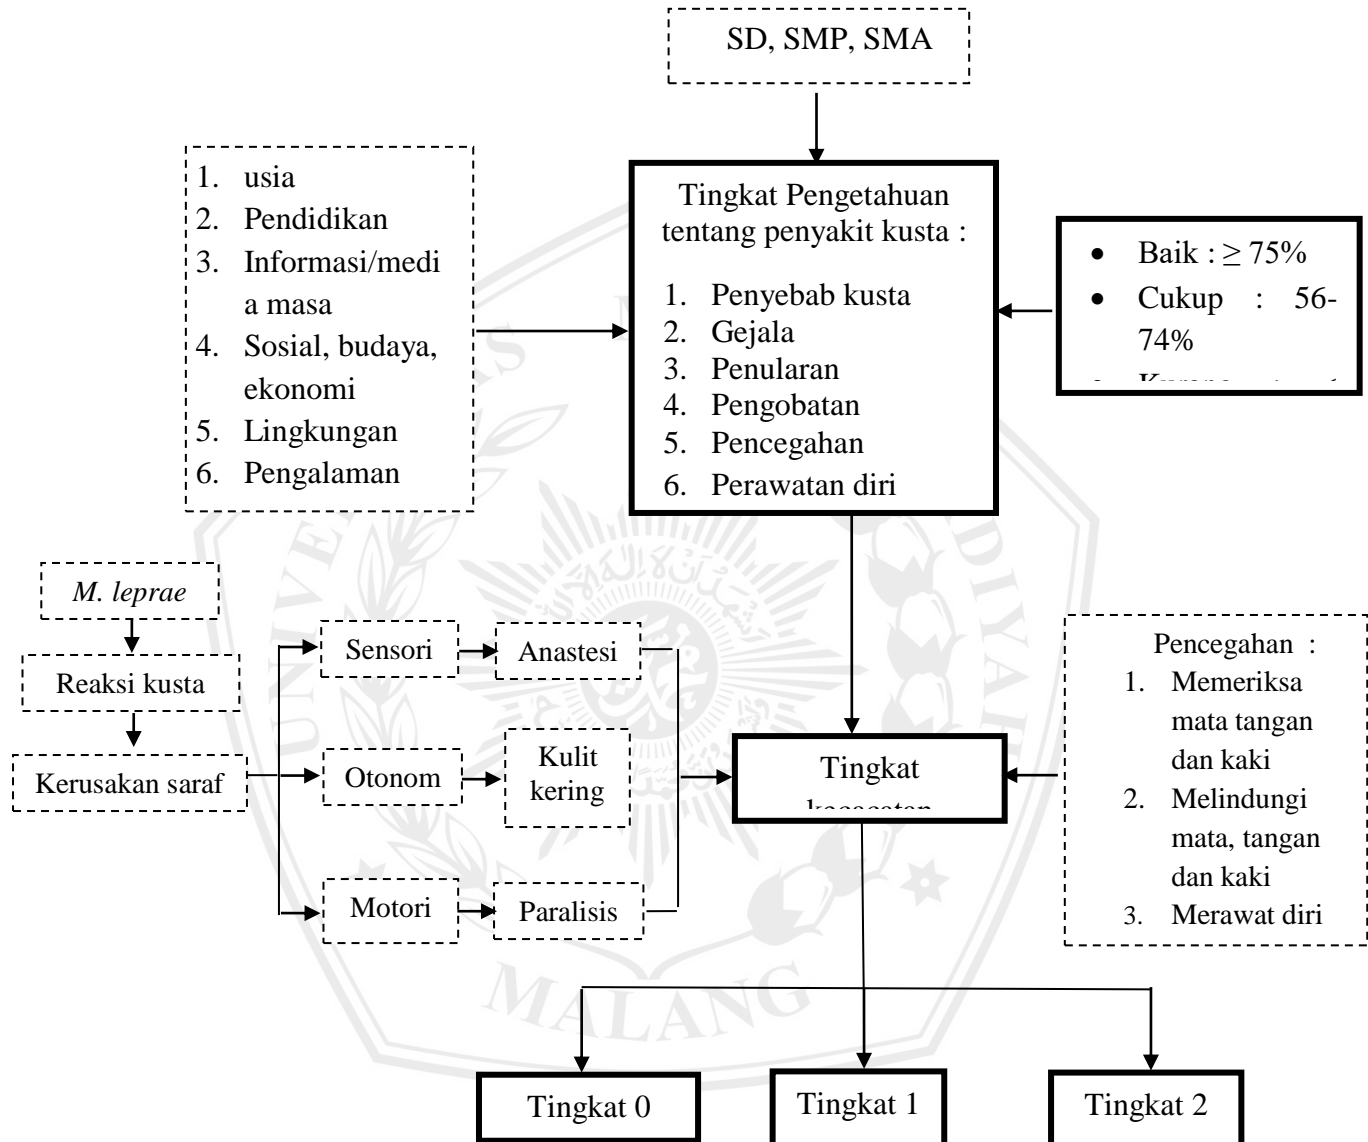 SD, SMP, SMA
1. usia
2. Pendidikan
3. Informasi/medi
a masa
4. Sosial, budaya,
ekonomi
5. Lingkungan
6. Pengalaman
Tingkat Pengetahuan
tentang penyakit kusta :
1. Penyebab kusta
2. Gejala
3. Penularan
4. Pengobatan
5. Pencegahan
6. Perawatan diri
• Baik : ≥ 75%
• Cukup : 56-
74%
M. leprae
Reaksi kusta
Kerusakan saraf
Sensori
Anastesi
Otonom
Kulit
kering
Motori
Paralisis
Tingkat
Pencegahan :
1. Memeriksa
mata tangan
dan kaki
2. Melindungi
mata, tangan
dan kaki
3. Merawat diri
MALANG
Tingkat 0
Tingkat 1
Tingkat 2